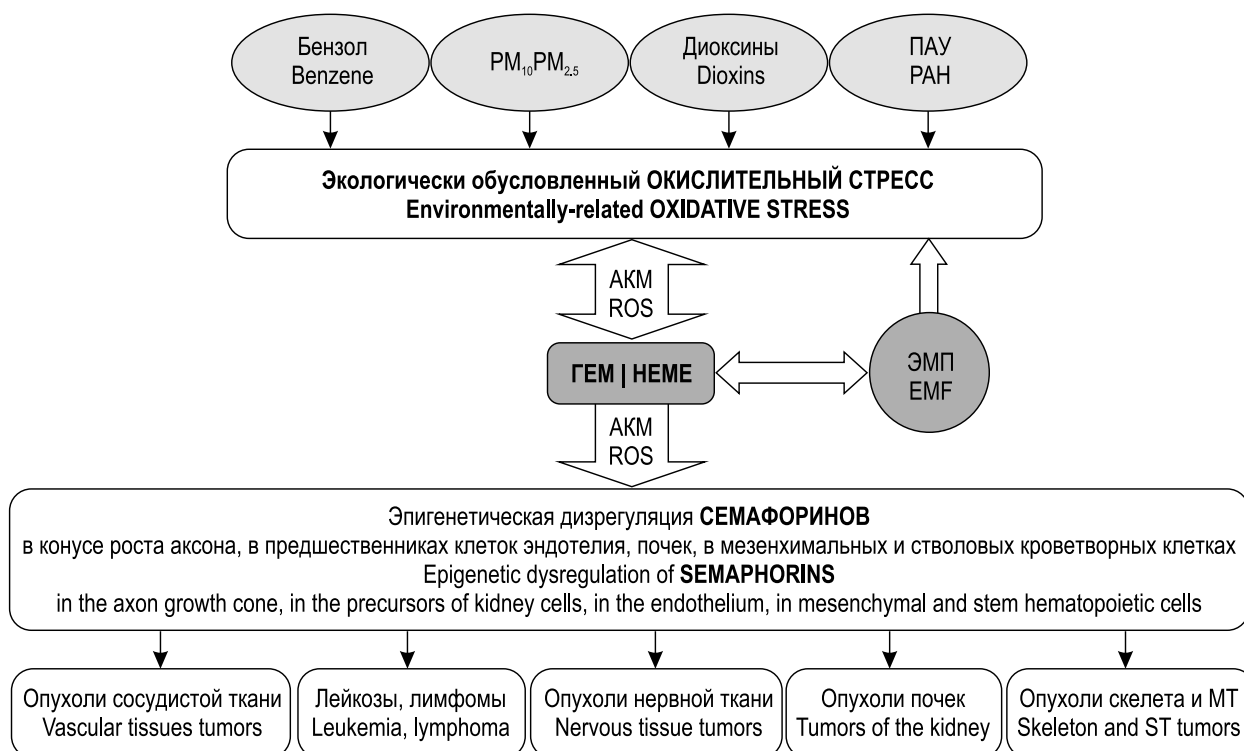 Бензол
Benzene
PM₁₀PM₂.₅
Диоксины
Dioxins
ПАУ
PAH
Экологически обусловленный ОКИСЛИТЕЛЬНЫЙ СТРЕСС
Environmentally-related OXIDATIVE STRESS
АКМ
ROS
ГЕМ | HEME
ЭМП
EMF
АКМ
ROS
Эпигенетическая дизрегуляция СЕМАФОРИНОВ
в конусе роста аксона, в предшественниках клеток эндотелия, почек, в мезенхимальных и стволовых кроветворных клетках
Epigenetic dysregulation of SEMAPHORINS
in the axon growth cone, in the precursors of kidney cells, in the endothelium, in mesenchymal and stem hematopoietic cells
Опухоли сосудистой ткани
Vascular tissues tumors
Лейкозы, лимфомы
Leukemia, lymphoma
Опухоли нервной ткани
Nervous tissue tumors
Опухоли почек
Tumors of the kidney
Опухоли скелета и МТ
Skeleton and ST tumors